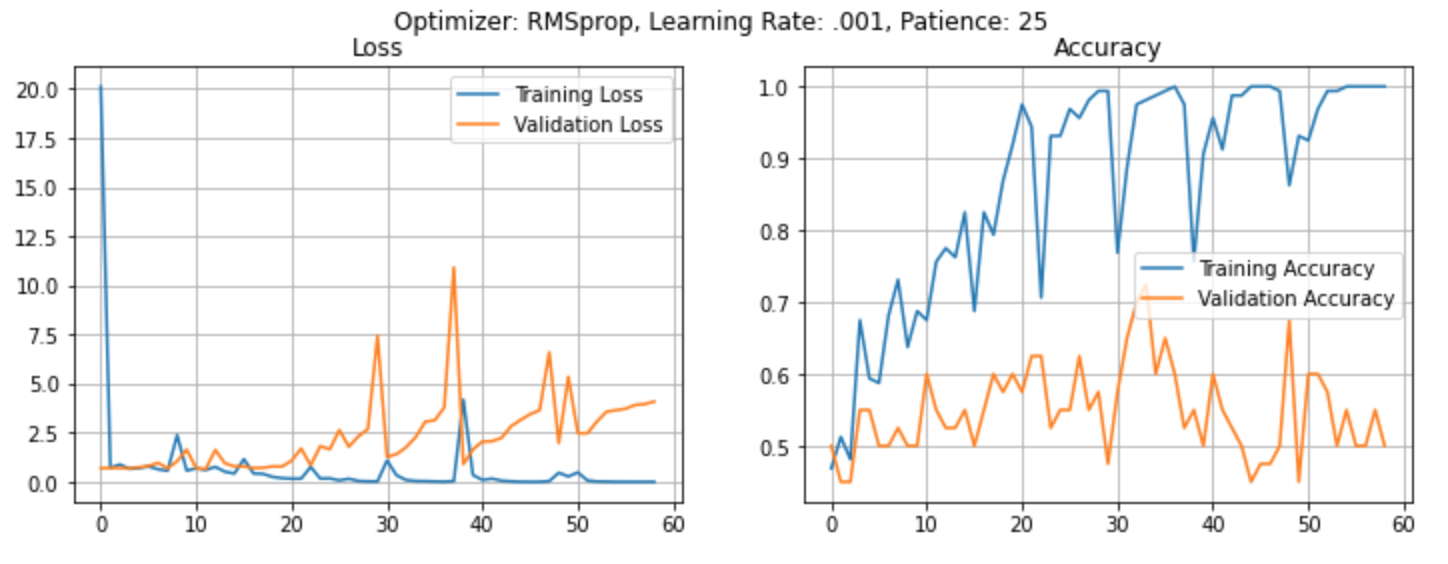 Optimizer: RMSprop, Learning Rate: .001, Patience: 25
Loss
20.0
17.5
15.0
12.5
10.0
7.5
5.0
2.5
0.0
0 10 20 30 40 50 60
Training Loss
Validation Loss
Accuracy
1.0
0.9
0.8
0.7
0.6
0.5
0 10 20 30 40 50 60
Training Accuracy
Validation Accuracy